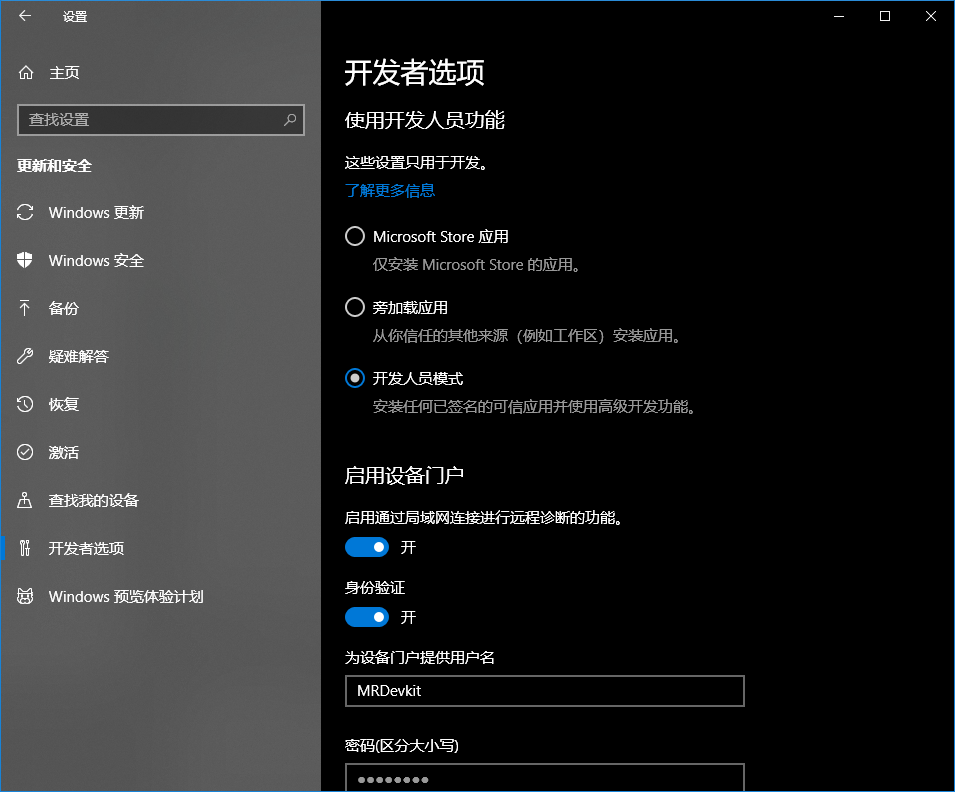 设置
主页
查找设置
更新和安全
Windows 更新
Windows 安全
备份
疑难解答
恢复
激活
查找我的设备
开发者选项
Windows 预览体验计划
开发者选项
使用开发人员功能
这些设置只用于开发。
了解更多信息
Microsoft Store 应用
仅安装 Microsoft Store 的应用。
旁加载应用
从你信任的其他来源（例如工作区）安装应用。
开发人员模式
安装任何已签名的可信应用并使用高级开发功能。
启用设备门户
启用通过局域网连接进行远程诊断的功能。
开
身份验证
开
为设备门户提供用户名
MRDevkit
密码(区分大小写)
●●●●●●●●